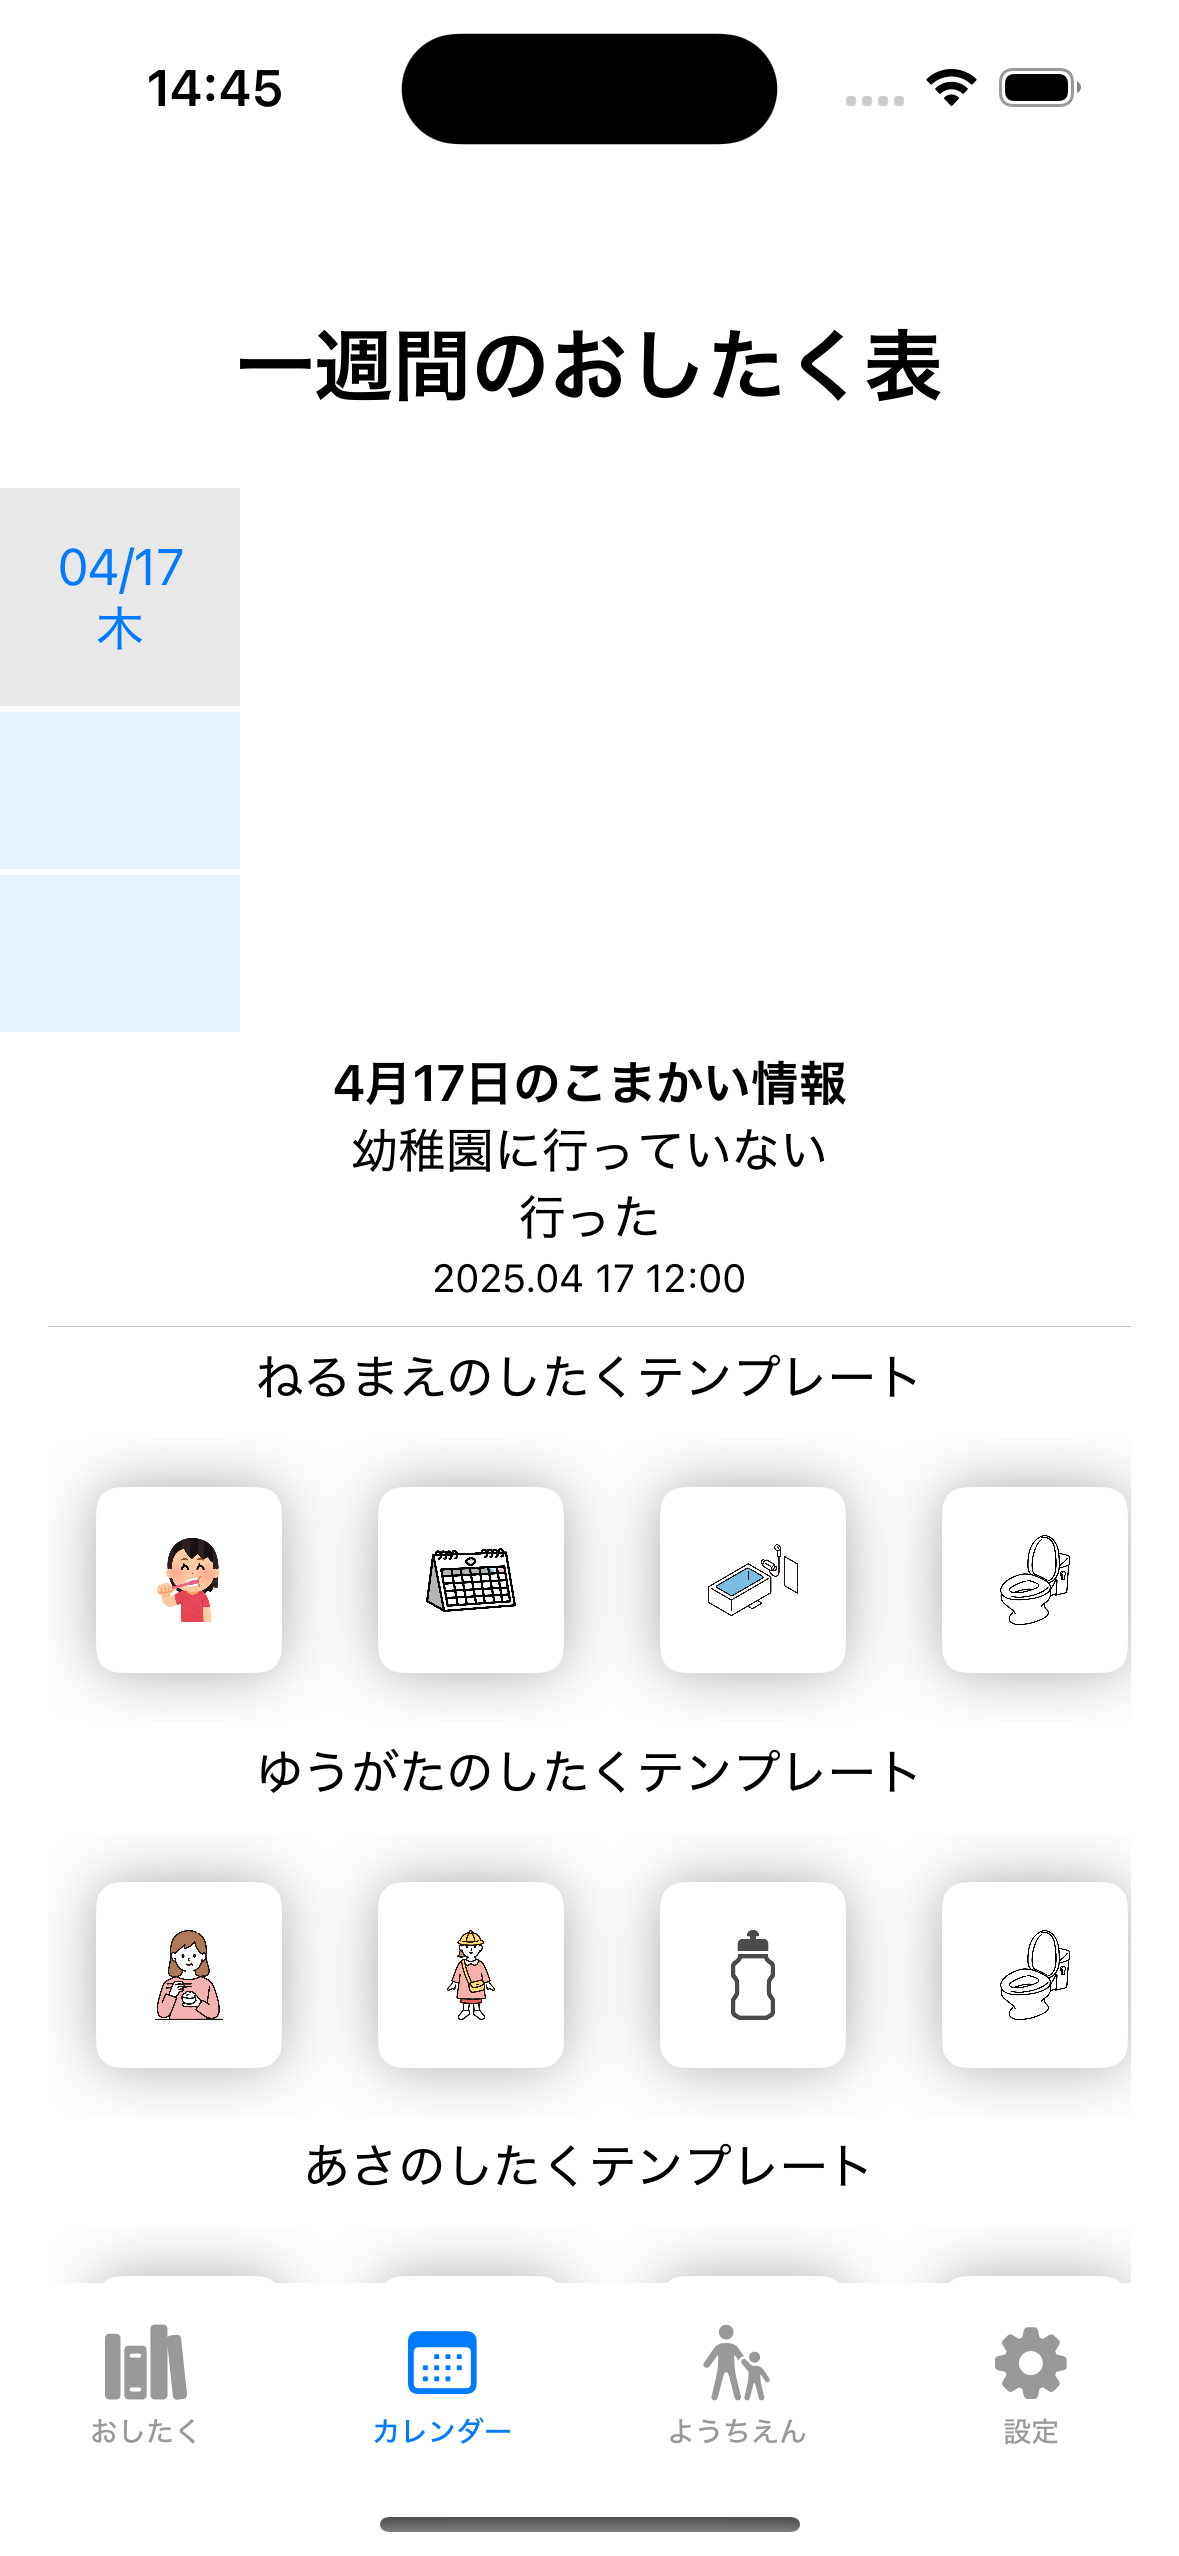 14:45
一週間のおしたく表
04/17
木
4月17日のこまかい情報
幼稚園に行っていない
行った
2025.04 17 12:00
ねるまえのしたくテンプレート
ゆうがたのしたくテンプレート
あさのしたくテンプレート
おしたく
カレンダー
ようちえん
設定